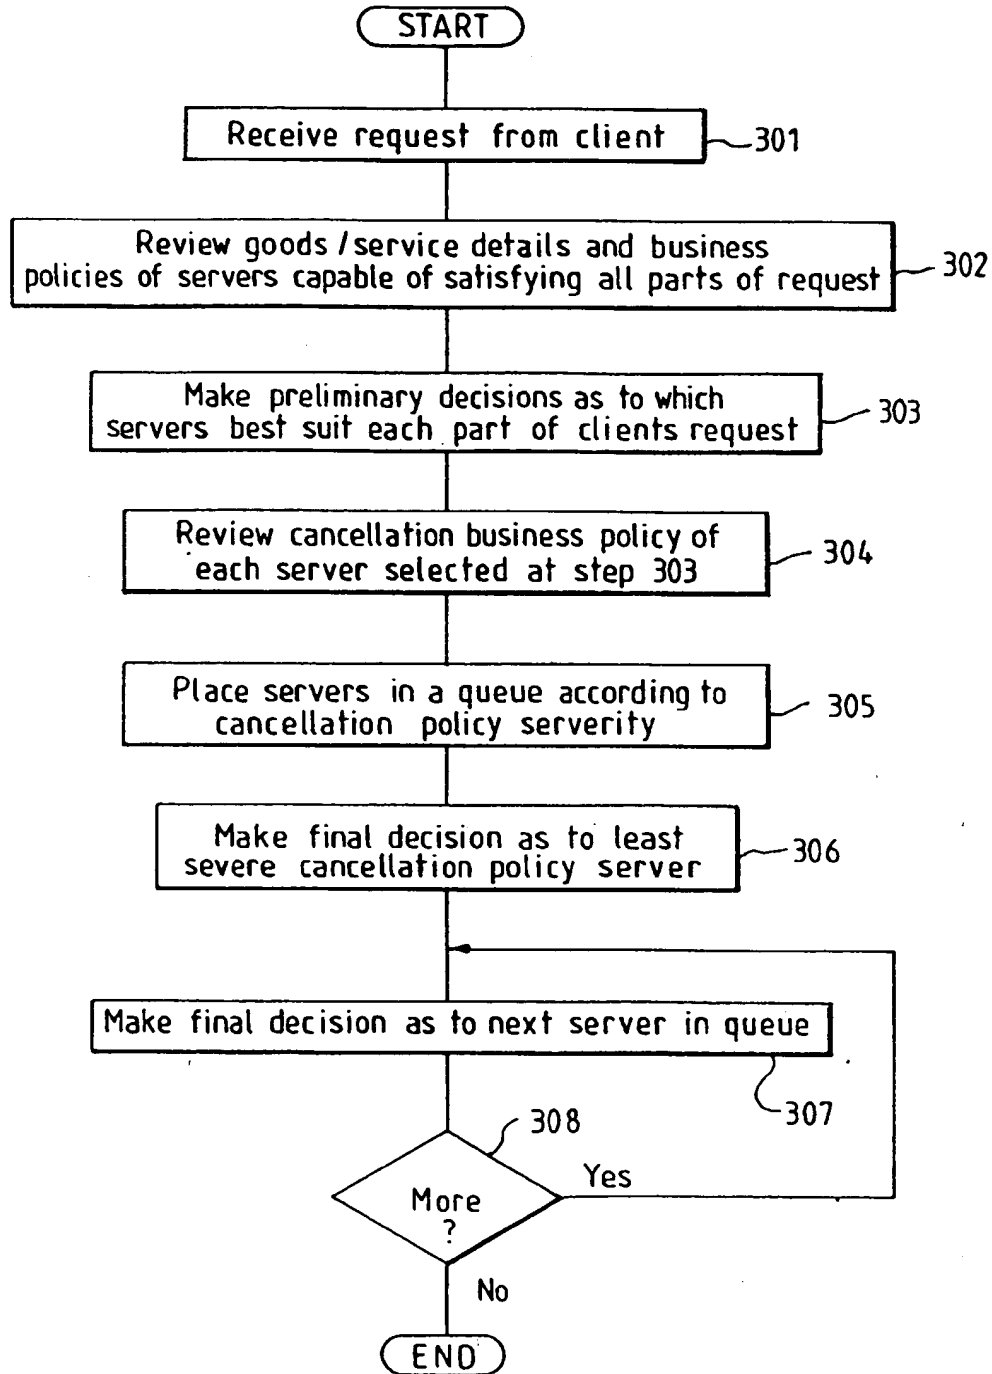 START
Receive request from client
301
Review goods/service details and business
policies of servers capable of satisfying all parts of request
302
Make preliminary decisions as to which
servers best suit each part of clients request
303
Review cancellation business policy of
each server selected at step 303
304
Place servers in a queue according to
cancellation policy serverity
305
Make final decision as to least
severe cancellation policy server
306
Make final decision as to next server in queue
307
308
More
?
Yes
No
END